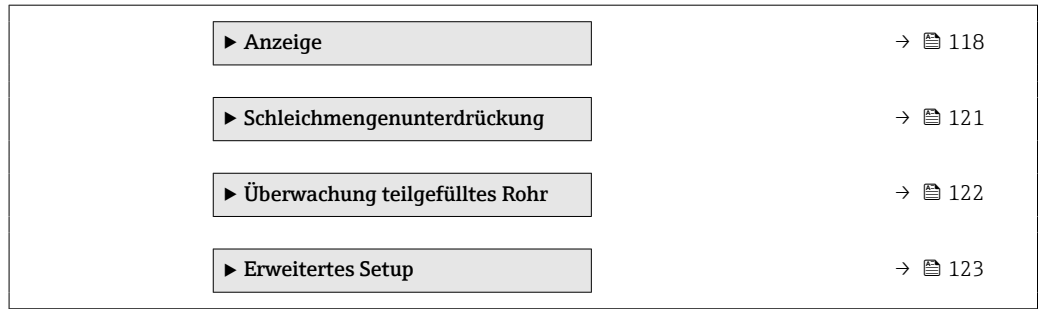 ▶ Anzeige → 118
▶ Schleichmengenunterdrückung → 121
▶ Überwachung teilgefülltes Rohr → 122
▶ Erweitertes Setup → 123